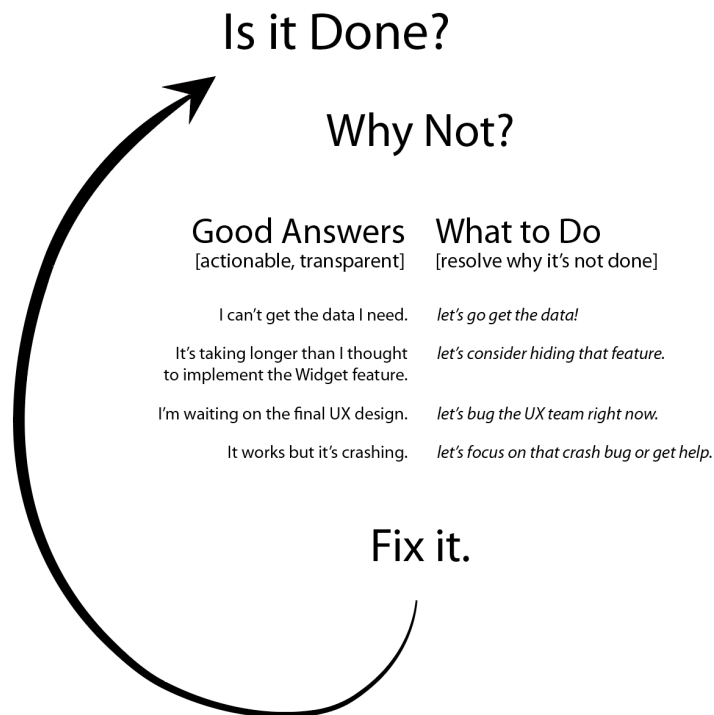 Is it Done?
Why Not?
Good Answers
[actionable, transparent]
What to Do
[resolve why it's not done]
I can't get the data I need.
let's go get the data!
It's taking longer than I thought
to implement the Widget feature.
let's consider hiding that feature.
I'm waiting on the final UX design.
let's bug the UX team right now.
It works but it's crashing.
let's focus on that crash bug or get help.
Fix it.